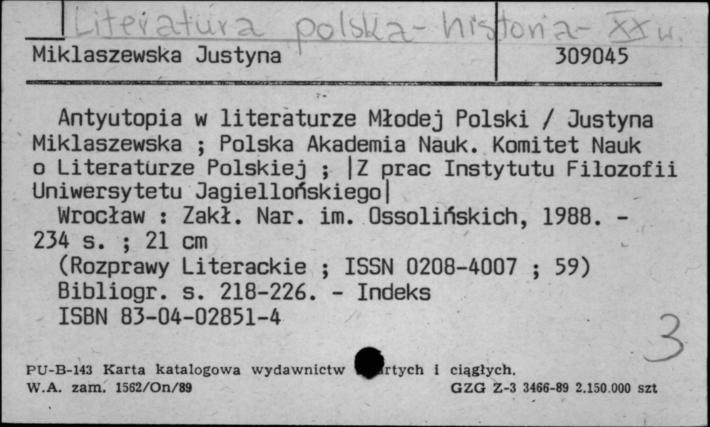 Literatura polska - historia - XX w.
Miklaszewska Justyna 309045
Antyutopia w literaturze Młodej Polski / Justyna
Miklaszewska ; Polska Akademia Nauk. Komitet Nauk
o Literaturze Polskiej ; |Z prac Instytutu Filozofii
Uniwersytetu Jagiellońskiego|
Wrocław : Zakł. Nar. im. Ossolińskich, 1988. -
234 s. ; 21 cm
(Rozprawy Literackie ; ISSN 0208-4007 ; 59)
Bibliogr. s. 218-226. - Indeks
ISBN 83-04-02851-4
3
PU-B-143 Karta katalogowa wydawnictw i ciągłych.
W.A. zam. 1562/On/89 GZG Z-3 3466-89 2.150.000 szt